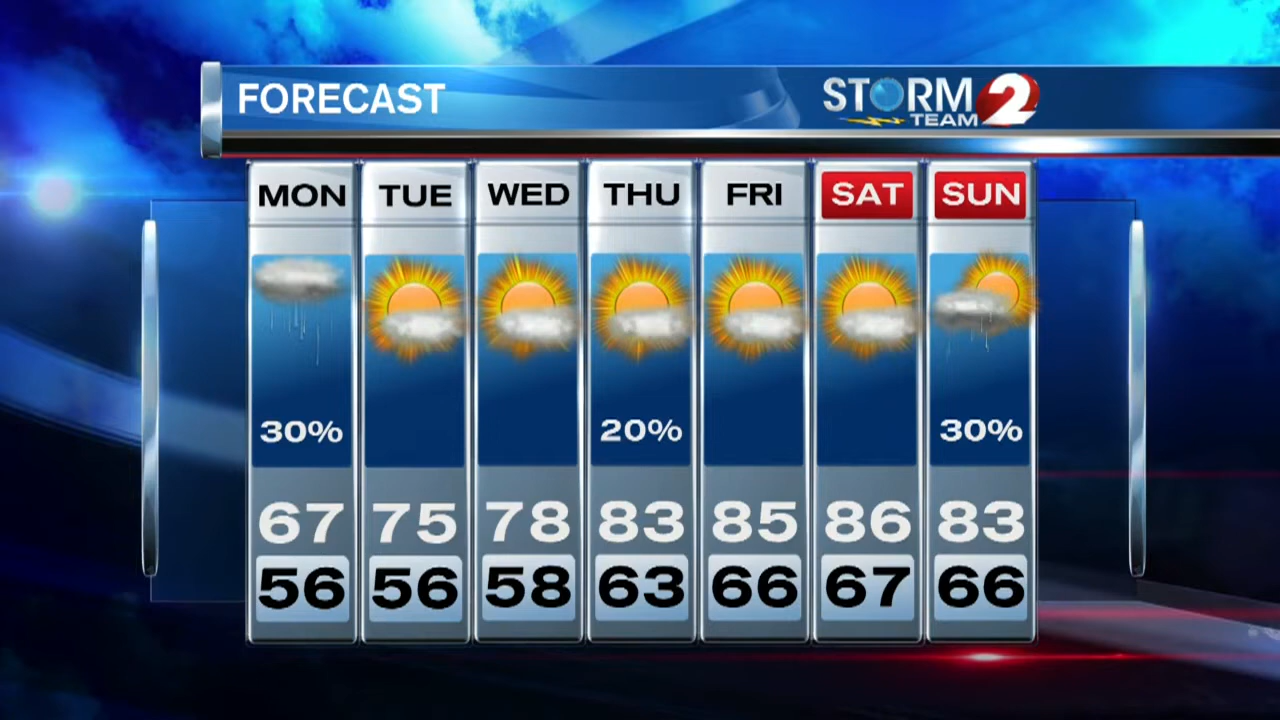 FORECAST
STORM
TEAM 2
MON TUE WED THU FRI SAT SUN
30% 20% 30%
67 75 78 83 85 86 83
56 56 58 63 66 67 66